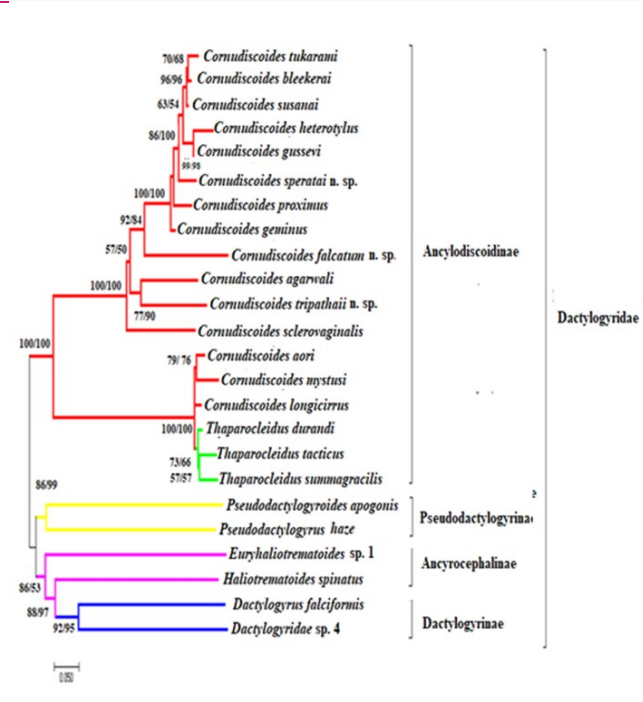 70/68
Cornudiscoides tukarami
96/96
Cornudiscoides bleekerai
63/54
Cornudiscoides susanai
Cornudiscoides heterotylus
86/100
Cornudiscoides gussevi
99/98
Cornudiscoides speratai n. sp.
100/100
Cornudiscoides proximus
92/84
Cornudiscoides geminus
57/50
Cornudiscoides falcatum n. sp.
Ancylodiscoidinae
Cornudiscoides agarwali
100/100
Cornudiscoides tripathaii n. sp.
77/90
Dactylogyridae
Cornudiscoides sclerovaginalis
100/100
79/ 76
Cornudiscoides aori
Cornudiscoides mystusi
Cornudiscoides longicirrus
100/100
Thaparocleidus durandi
Thaparocleidus tacticus
73/66
57/57
Thaparocleidus summagracilis
86/99
e
Pseudodactylogyroides apogonis
Pseudodactylogyrinae
Pseudodactylogyrus haze
Euryhaliotrematoides sp. 1
Ancyrocephalinae
Haliotrematoides spinatus
86/53
88/97
Dactylogyrus falciformis
Dactylogyrinae
92/95
Dactylogyridae sp. 4
0.050